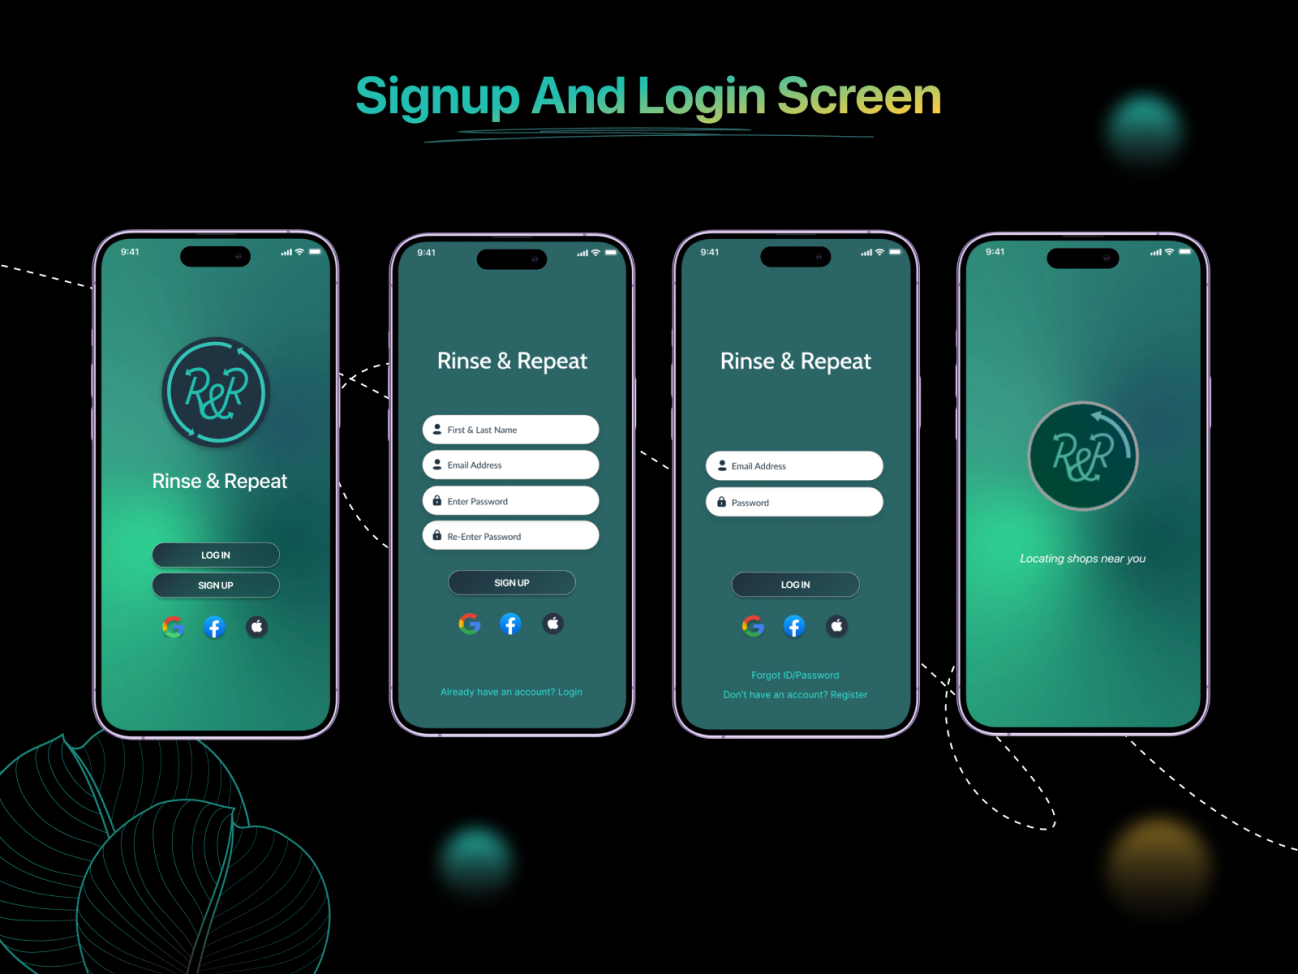 Signup And Login Screen
9:41
R&R
Rinse & Repeat
LOG IN
SIGN UP
9:41
Rinse & Repeat
First & Last Name
Email Address
Enter Password
Re-Enter Password
SIGN UP
Already have an account? Login
9:41
Rinse & Repeat
Email Address
Password
LOG IN
Forgot ID/Password
Don't have an account? Register
9:41
R&R
Locating shops near you